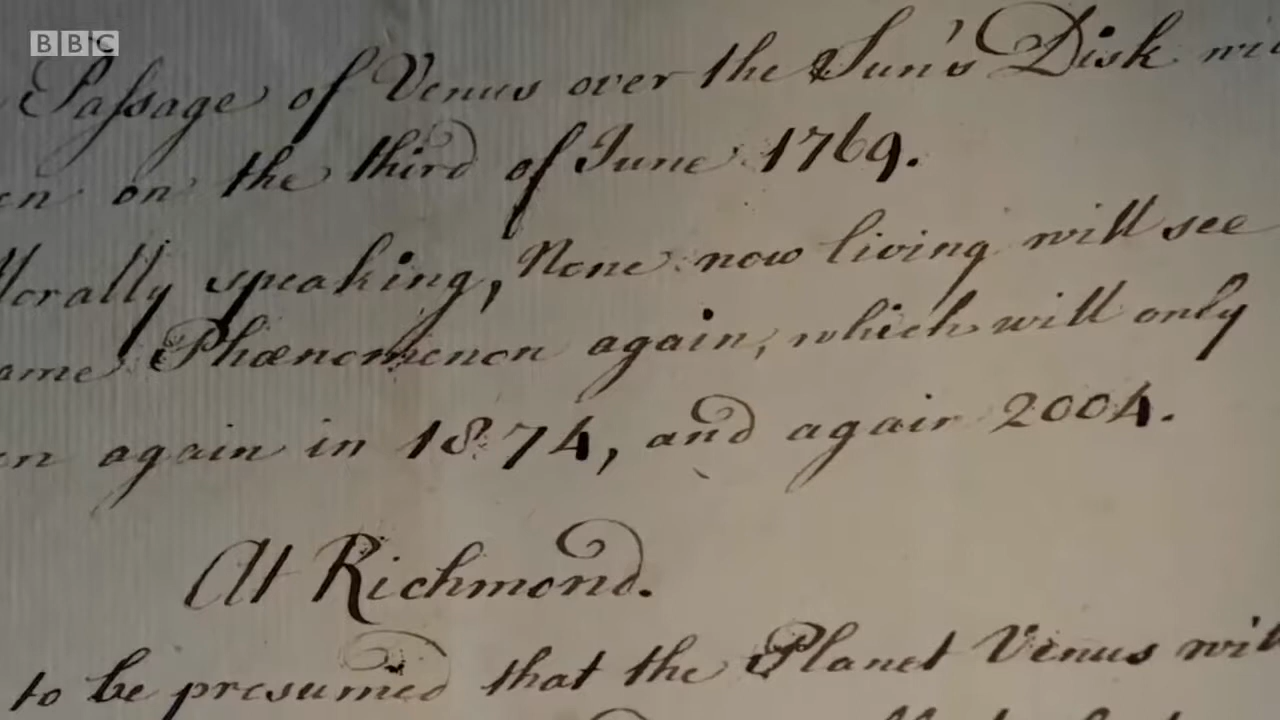 BBC
Passage of Venus over the Sun's Disk
on the third of June 1769.
speaking, None now living will see
Phænomenon again, which will only
again in 1874, and again 2004.
At Richmond.
to be presumed that the Planet Venus will